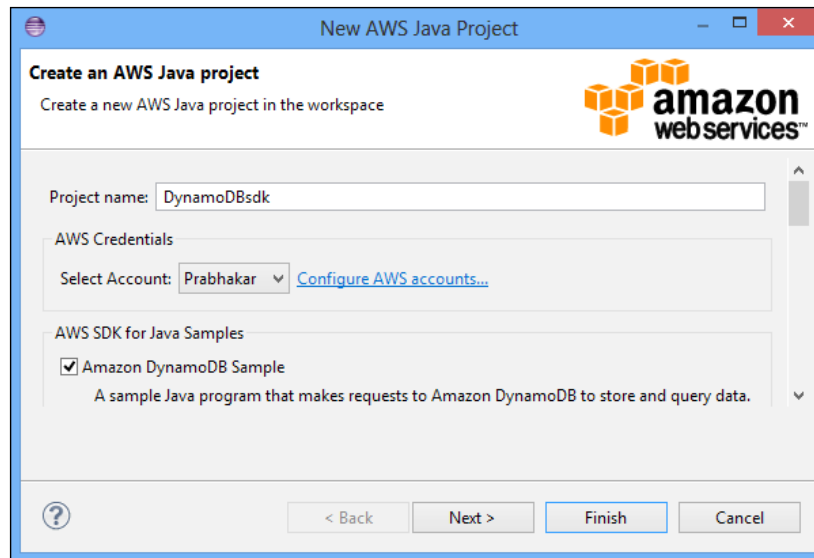 New AWS Java Project
Create an AWS Java project
Create a new AWS Java project in the workspace
amazon
webservices™
Project name: DynamoDBsdk
AWS Credentials
Select Account: Prabhakar Configure AWS accounts...
AWS SDK for Java Samples
Amazon DynamoDB Sample
A sample Java program that makes requests to Amazon DynamoDB to store and query data.
? < Back Next > Finish Cancel